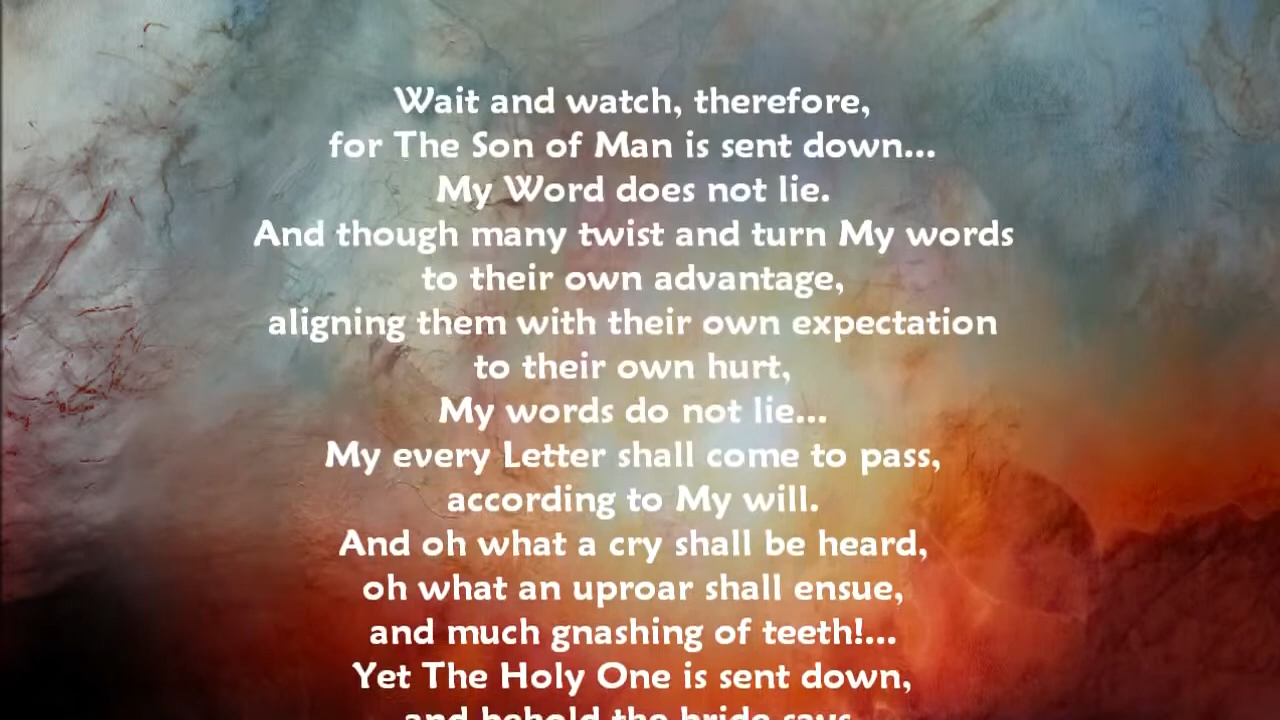 Wait and watch, therefore,
for The Son of Man is sent down...
My Word does not lie.
And though many twist and turn My words
to their own advantage,
aligning them with their own expectation
to their own hurt,
My words do not lie...
My every Letter shall come to pass,
according to My will.
And oh what a cry shall be heard,
oh what an uproar shall ensue,
and much gnashing of teeth!...
Yet The Holy One is sent down,
and behold the bride says